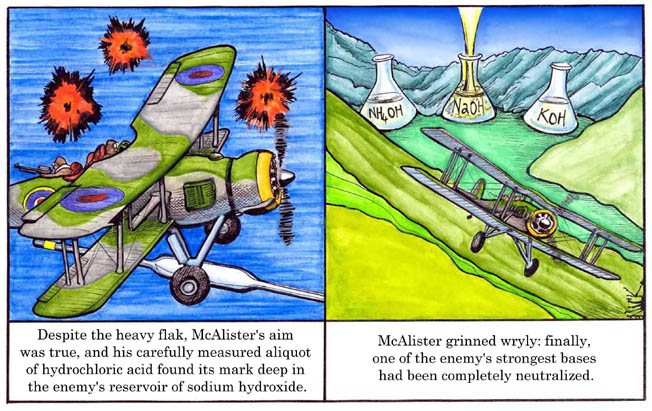 NH₄OH
NaOH
KOH
Despite the heavy flak, McAlister's aim
was true, and his carefully measured aliquot
of hydrochloric acid found its mark deep in
the enemy's reservoir of sodium hydroxide.
McAlister grinned wryly: finally,
one of the enemy's strongest bases
had been completely neutralized.